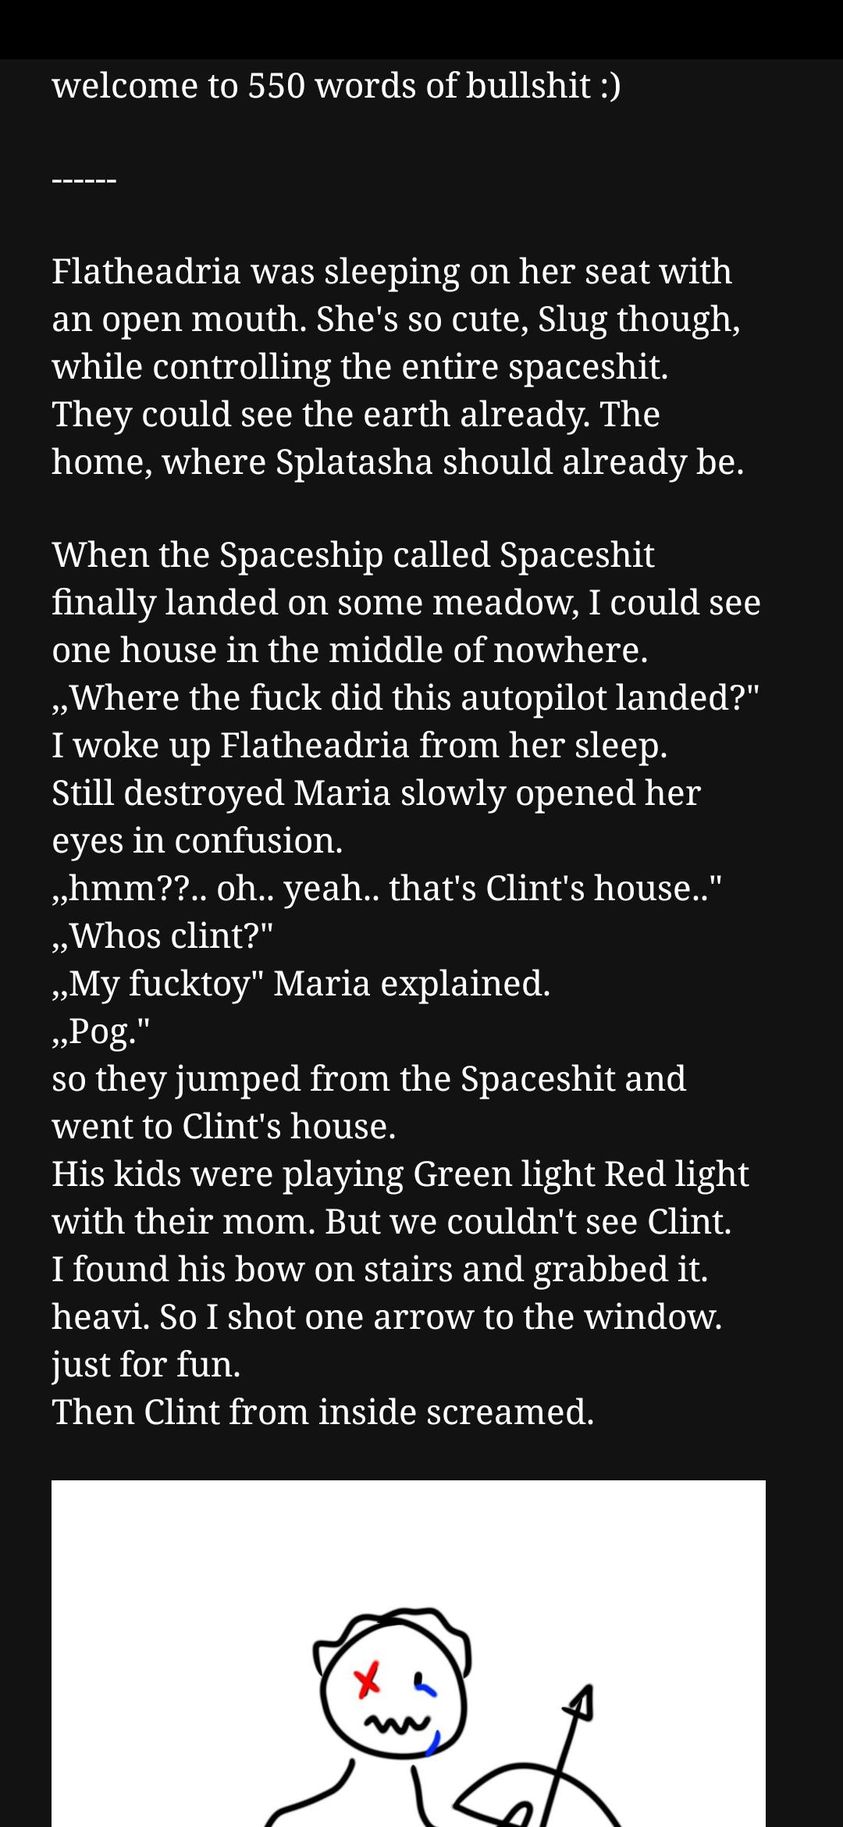 welcome to 550 words of bullshit :)
------
Flatheadria was sleeping on her seat with
an open mouth. She's so cute, Slug though,
while controlling the entire spaceshit.
They could see the earth already. The
home, where Splatasha should already be.
When the Spaceship called Spaceshit
finally landed on some meadow, I could see
one house in the middle of nowhere.
,,Where the fuck did this autopilot landed?"
I woke up Flatheadria from her sleep.
Still destroyed Maria slowly opened her
eyes in confusion.
,,hmm??.. oh.. yeah.. that's Clint's house.."
,,Whos clint?"
,,My fucktoy" Maria explained.
,,Pog."
so they jumped from the Spaceshit and
went to Clint's house.
His kids were playing Green light Red light
with their mom. But we couldn't see Clint.
I found his bow on stairs and grabbed it.
heavi. So I shot one arrow to the window.
just for fun.
Then Clint from inside screamed.